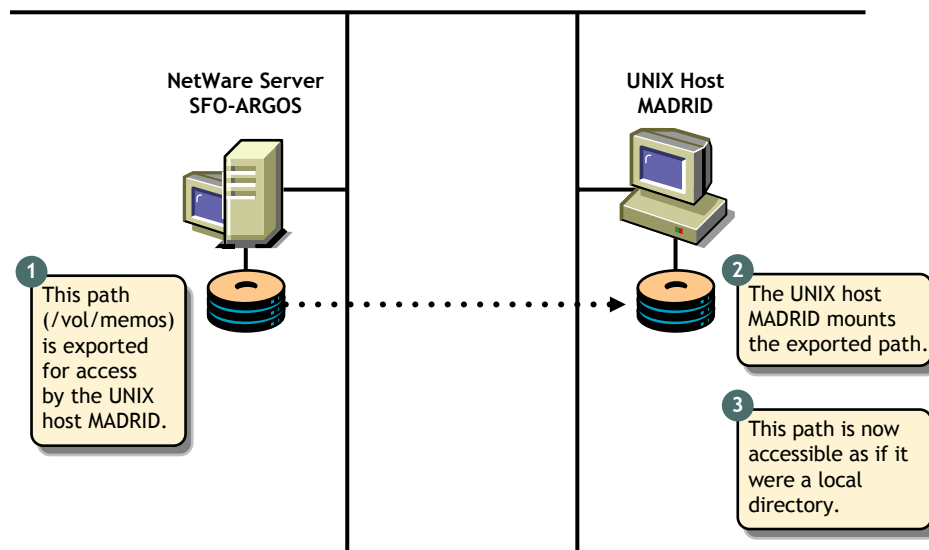 NetWare Server
SFO-ARGOS
UNIX Host
MADRID
1
This path
(/vol/memos)
is exported
for access
by the UNIX
host MADRID.
2
The UNIX host
MADRID mounts
the exported path.
3
This path is now
accessible as if it
were a local
directory.